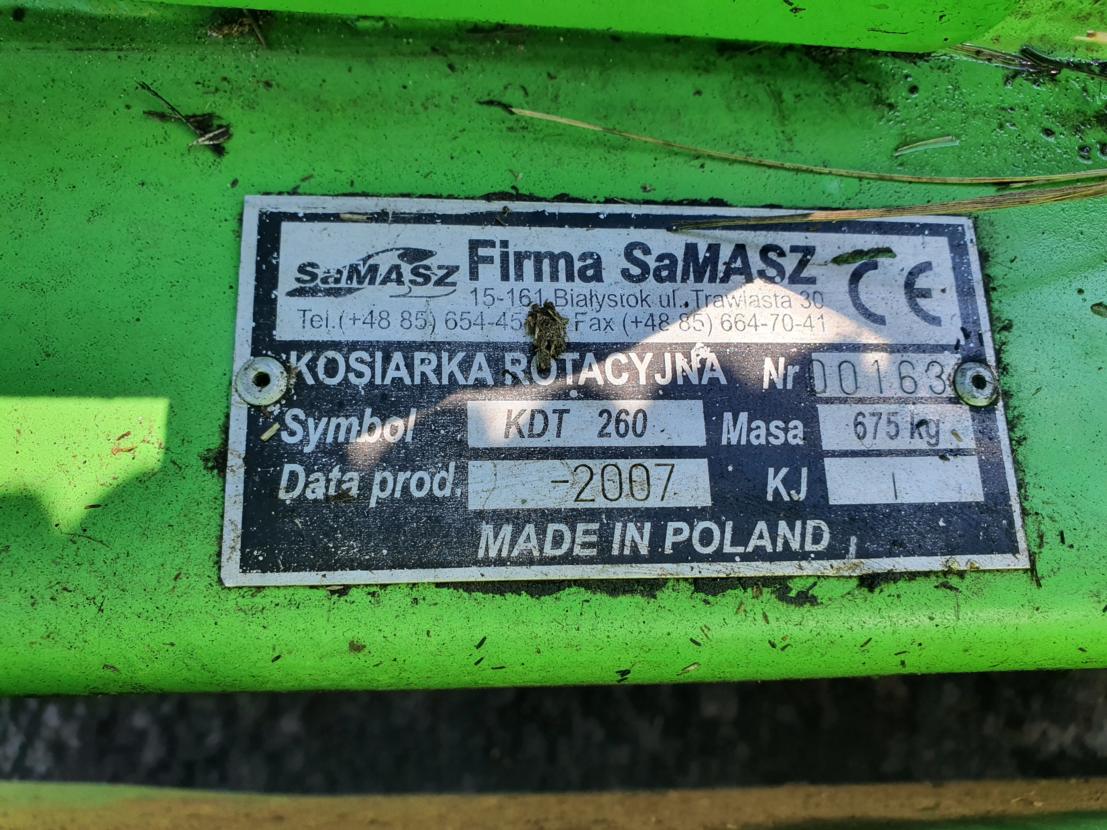 SaMASZ Firma SaMASZ CE
15-161 Białystok ul. Trawiasta 30
Tel.(+48 85) 654-45 Fax (+48 85) 664-70-41
KOSIARKA ROTACYJNA Nr 00163
Symbol KDT 260 Masa 675 kg
Data prod. -2007 KJ I
MADE IN POLAND